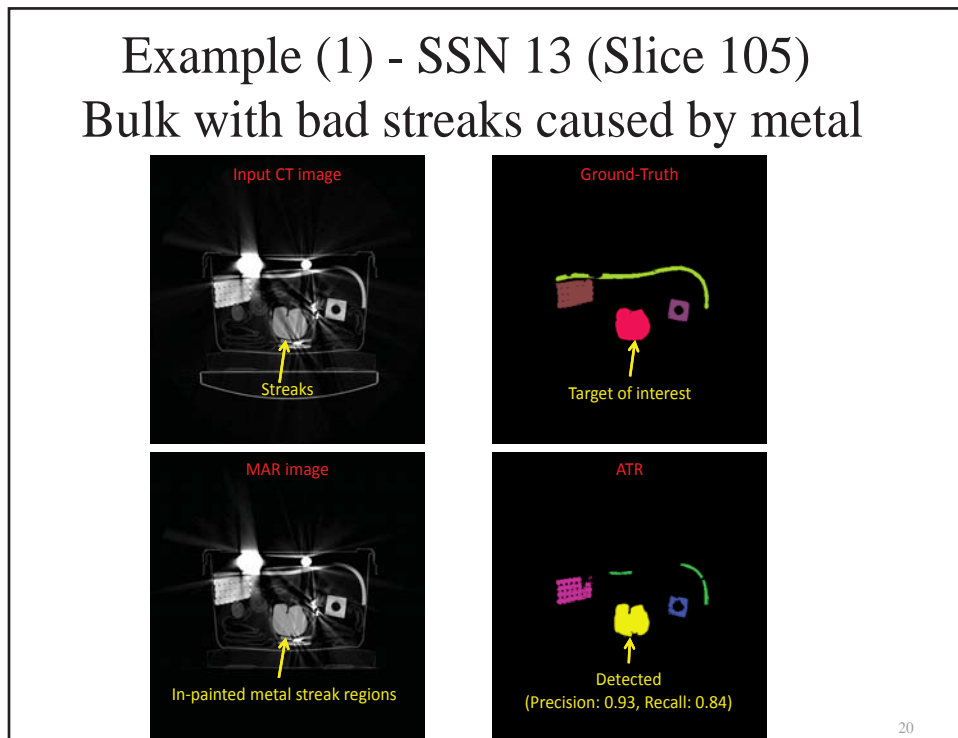 Example (1) - SSN 13 (Slice 105)
Bulk with bad streaks caused by metal
Input CT image
Streaks
Ground-Truth
Target of interest
MAR image
In-painted metal streak regions
ATR
Detected
(Precision: 0.93, Recall: 0.84)
20